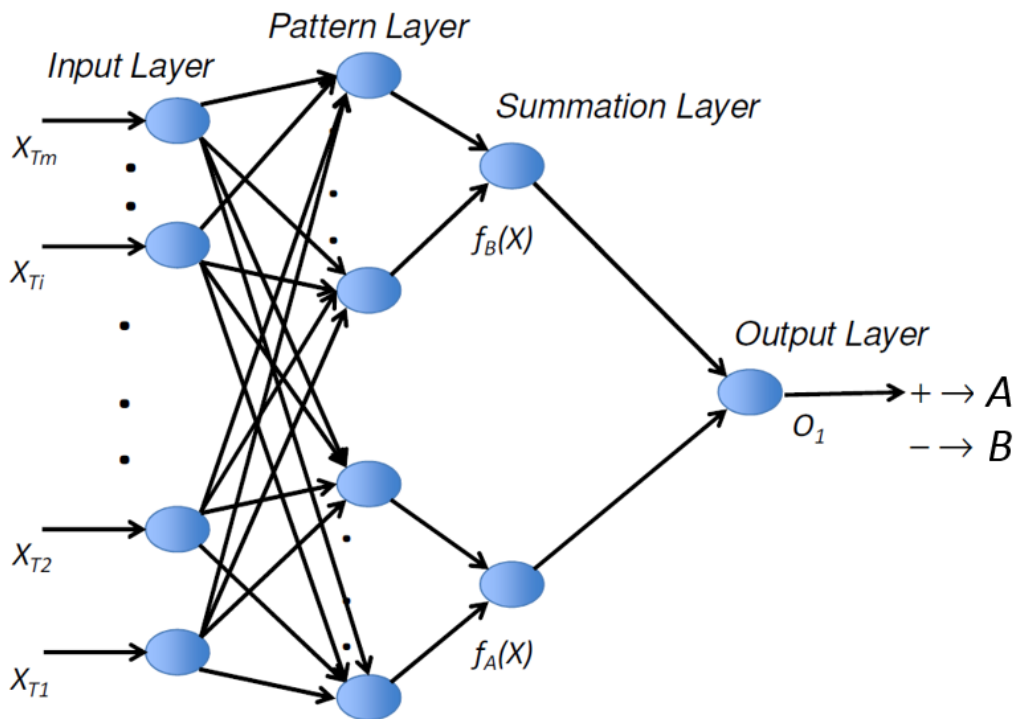 Pattern Layer
Input Layer
Summation Layer
X_Tm
f_B(X)
X_Ti
Output Layer
+ → A
O_1
− → B
X_T2
f_A(X)
X_T1